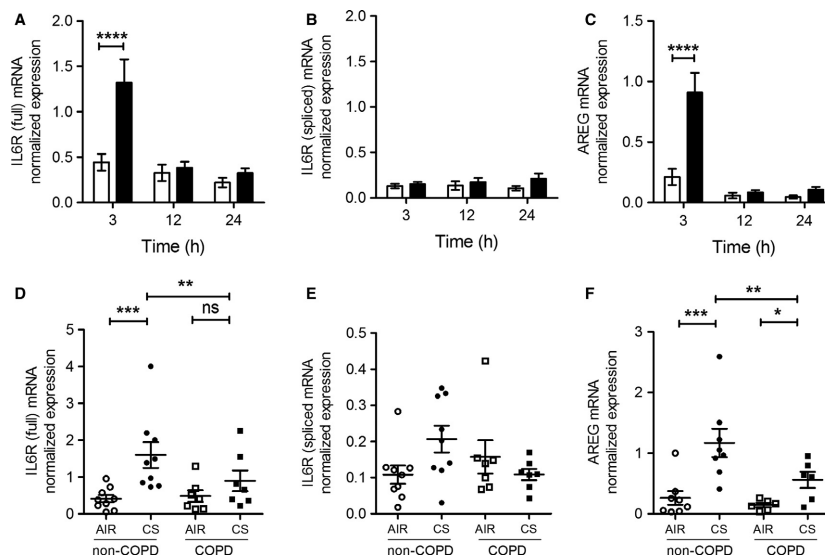 A
IL6R (full) mRNA
normalized expression
2.0
1.5
1.0
0.5
0.0
****
3 12 24
Time (h)
B
IL6R (spliced) mRNA
normalized expression
2.0
1.5
1.0
0.5
0.0
3 12 24
Time (h)
C
AREG mRNA
normalized expression
1.5
1.0
0.5
0.0
****
3 12 24
Time (h)
D
IL6R (full) mRNA
normalized expression
5
4
2
1
0
***
**
ns
AIR CS AIR CS
non-COPD COPD
E
IL6R (spliced mRNA
normalized expression
0.5
0.4
0.3
0.2
0.1
0.0
AIR CS AIR CS
non-COPD COPD
F
AREG mRNA
normalized expression
3
2
1
0
***
**
*
AIR CS AIR CS
non-COPD COPD